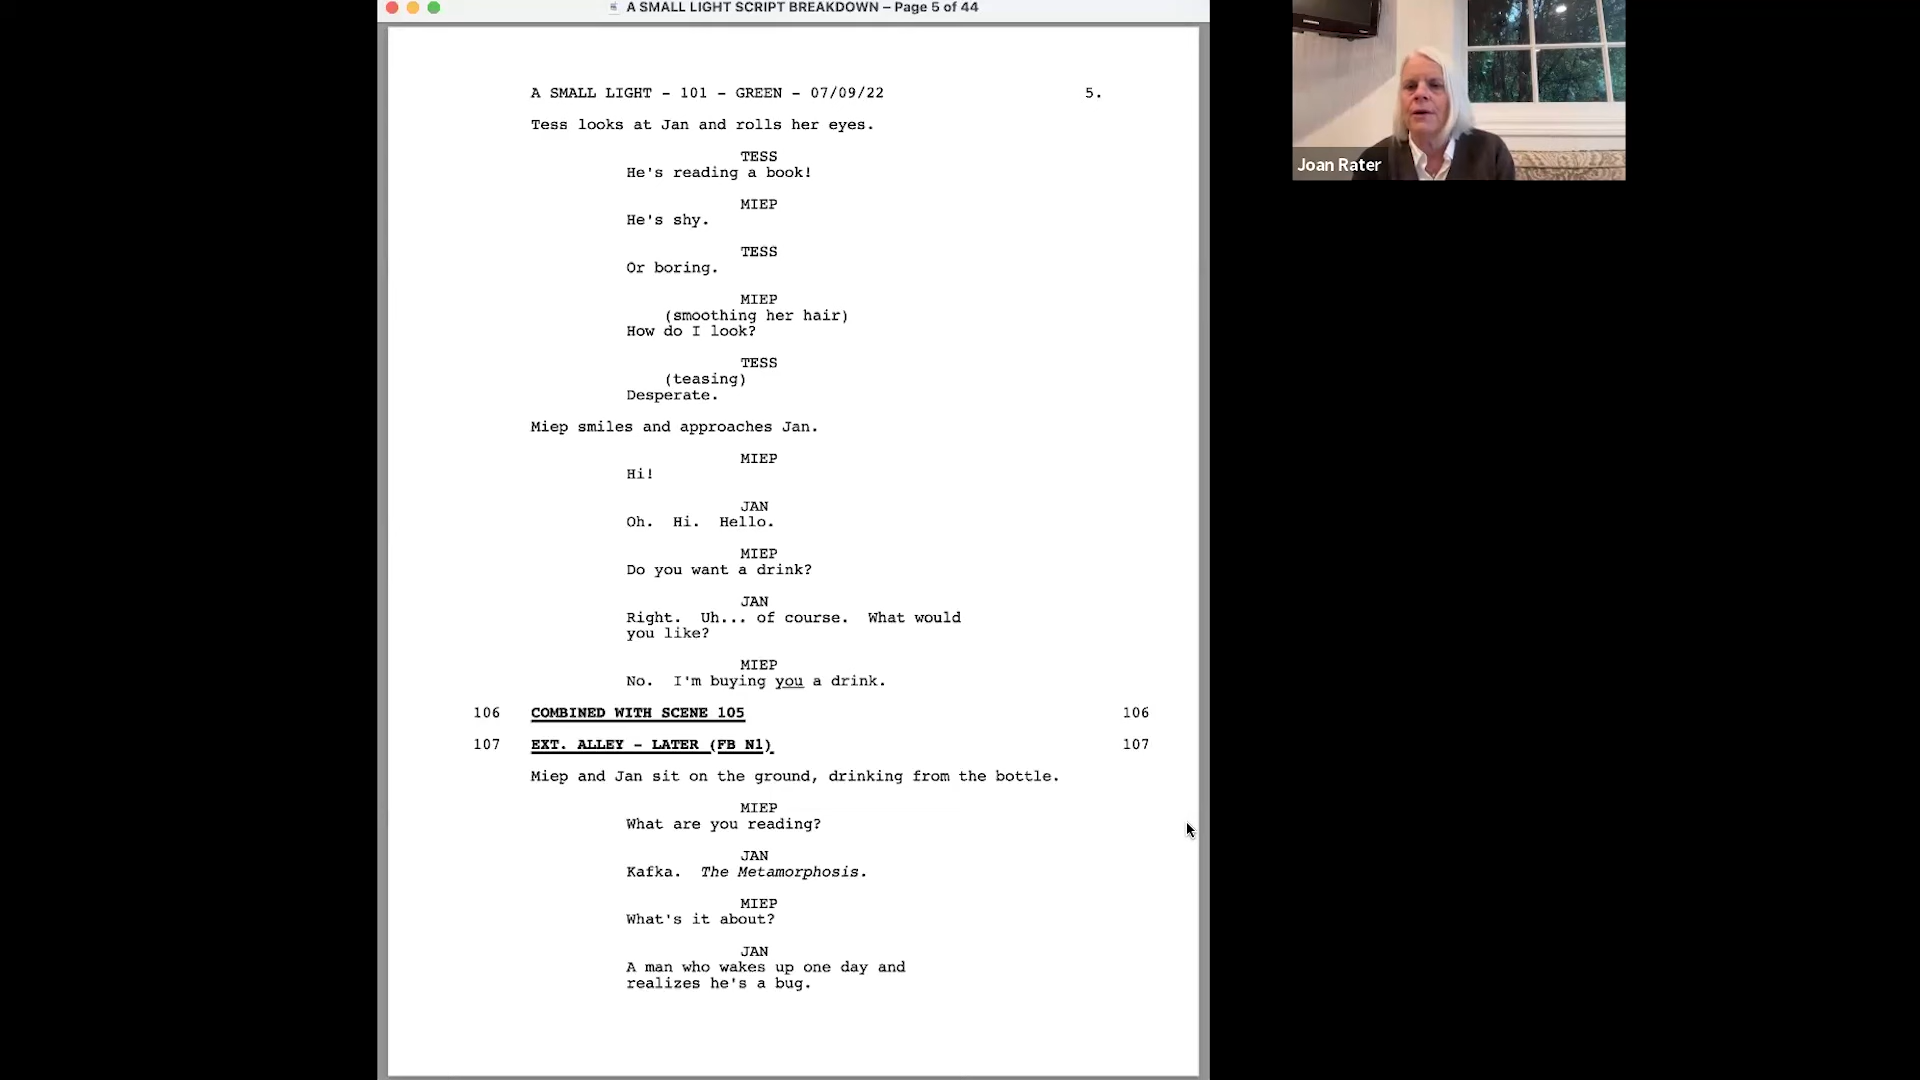 A SMALL LIGHT SCRIPT BREAKDOWN – Page 5 of 44
A SMALL LIGHT - 101 - GREEN - 07/09/22 5.
Tess looks at Jan and rolls her eyes.
TESS
He's reading a book!
MIEP
He's shy.
TESS
Or boring.
MIEP
(smoothing her hair)
How do I look?
TESS
(teasing)
Desperate.
Miep smiles and approaches Jan.
MIEP
Hi!
JAN
Oh. Hi. Hello.
MIEP
Do you want a drink?
JAN
Right. Uh... of course. What would
you like?
MIEP
No. I'm buying you a drink.
106 COMBINED WITH SCENE 105 106
107 EXT. ALLEY - LATER (FB N1) 107
Miep and Jan sit on the ground, drinking from the bottle.
MIEP
What are you reading?
JAN
Kafka. The Metamorphosis.
MIEP
What's it about?
JAN
A man who wakes up one day and
realizes he's a bug.
Joan Rater